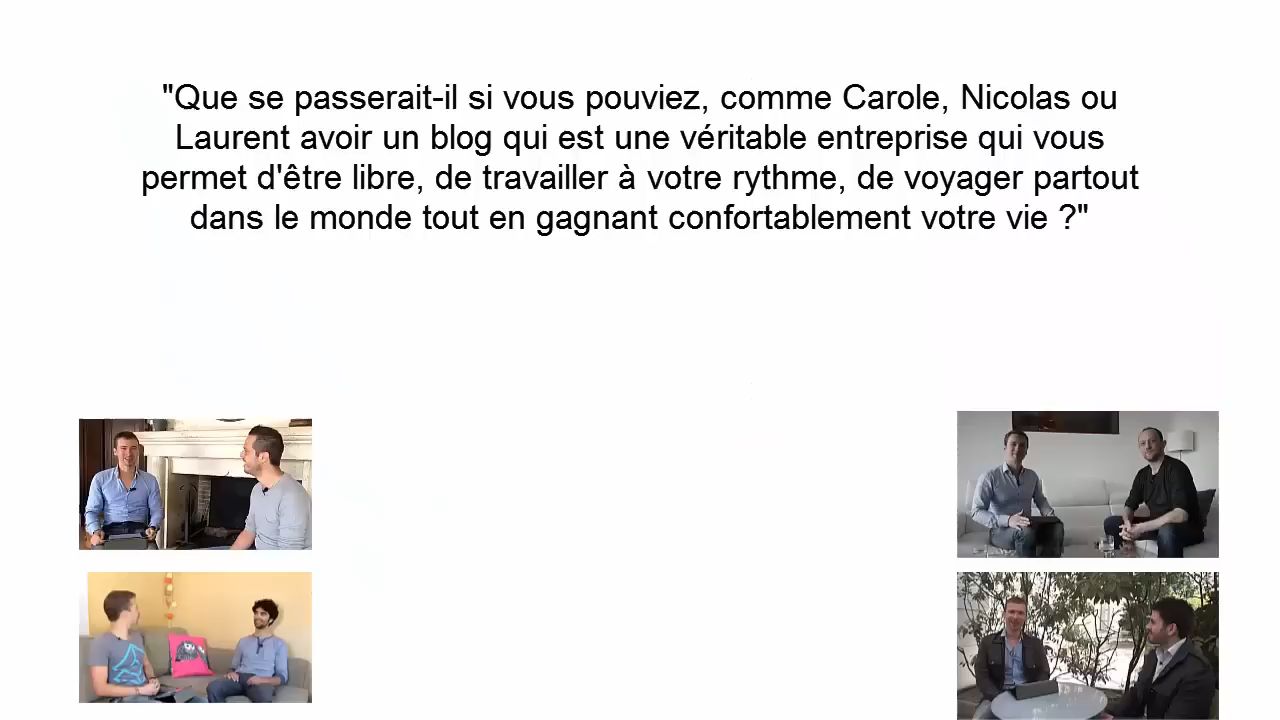 "Que se passerait-il si vous pouviez, comme Carole, Nicolas ou
Laurent avoir un blog qui est une véritable entreprise qui vous
permet d'être libre, de travailler à votre rythme, de voyager partout
dans le monde tout en gagnant confortablement votre vie ?"